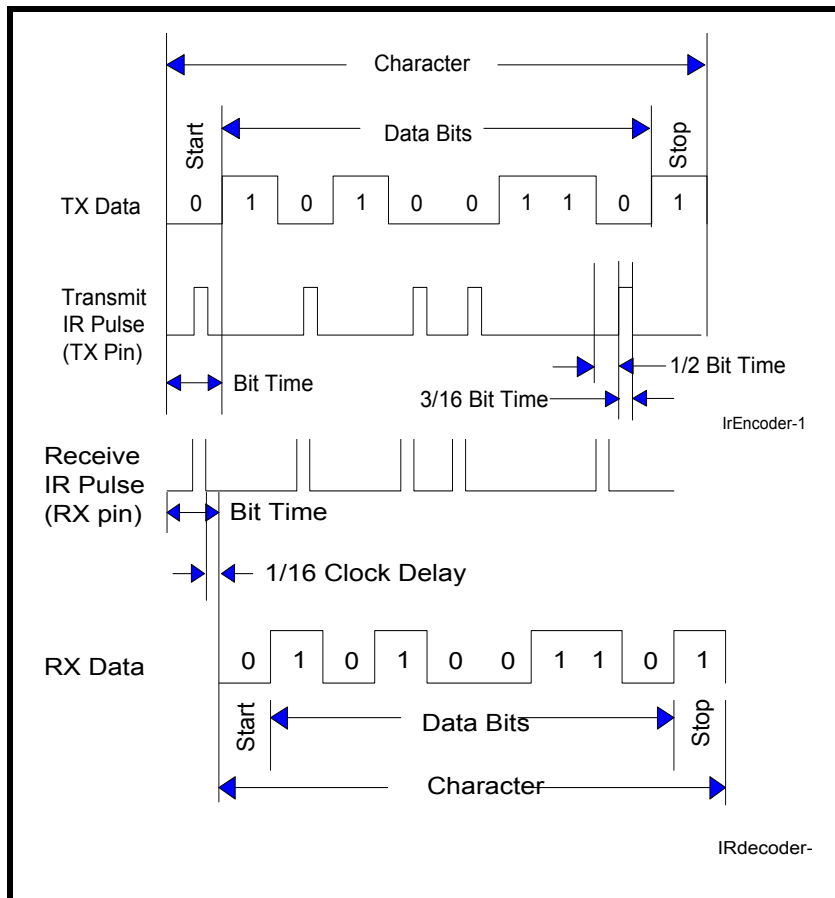 Character
Start
Data Bits
Stop
TX Data
0 1 0 1 0 0 1 1 0 1
Transmit
IR Pulse
(TX Pin)
Bit Time
1/2 Bit Time
3/16 Bit Time
IrEncoder-1
Receive
IR Pulse
(RX pin)
Bit Time
1/16 Clock Delay
RX Data
0 1 0 1 0 0 1 1 0 1
Start
Data Bits
Stop
Character
IRdecoder-